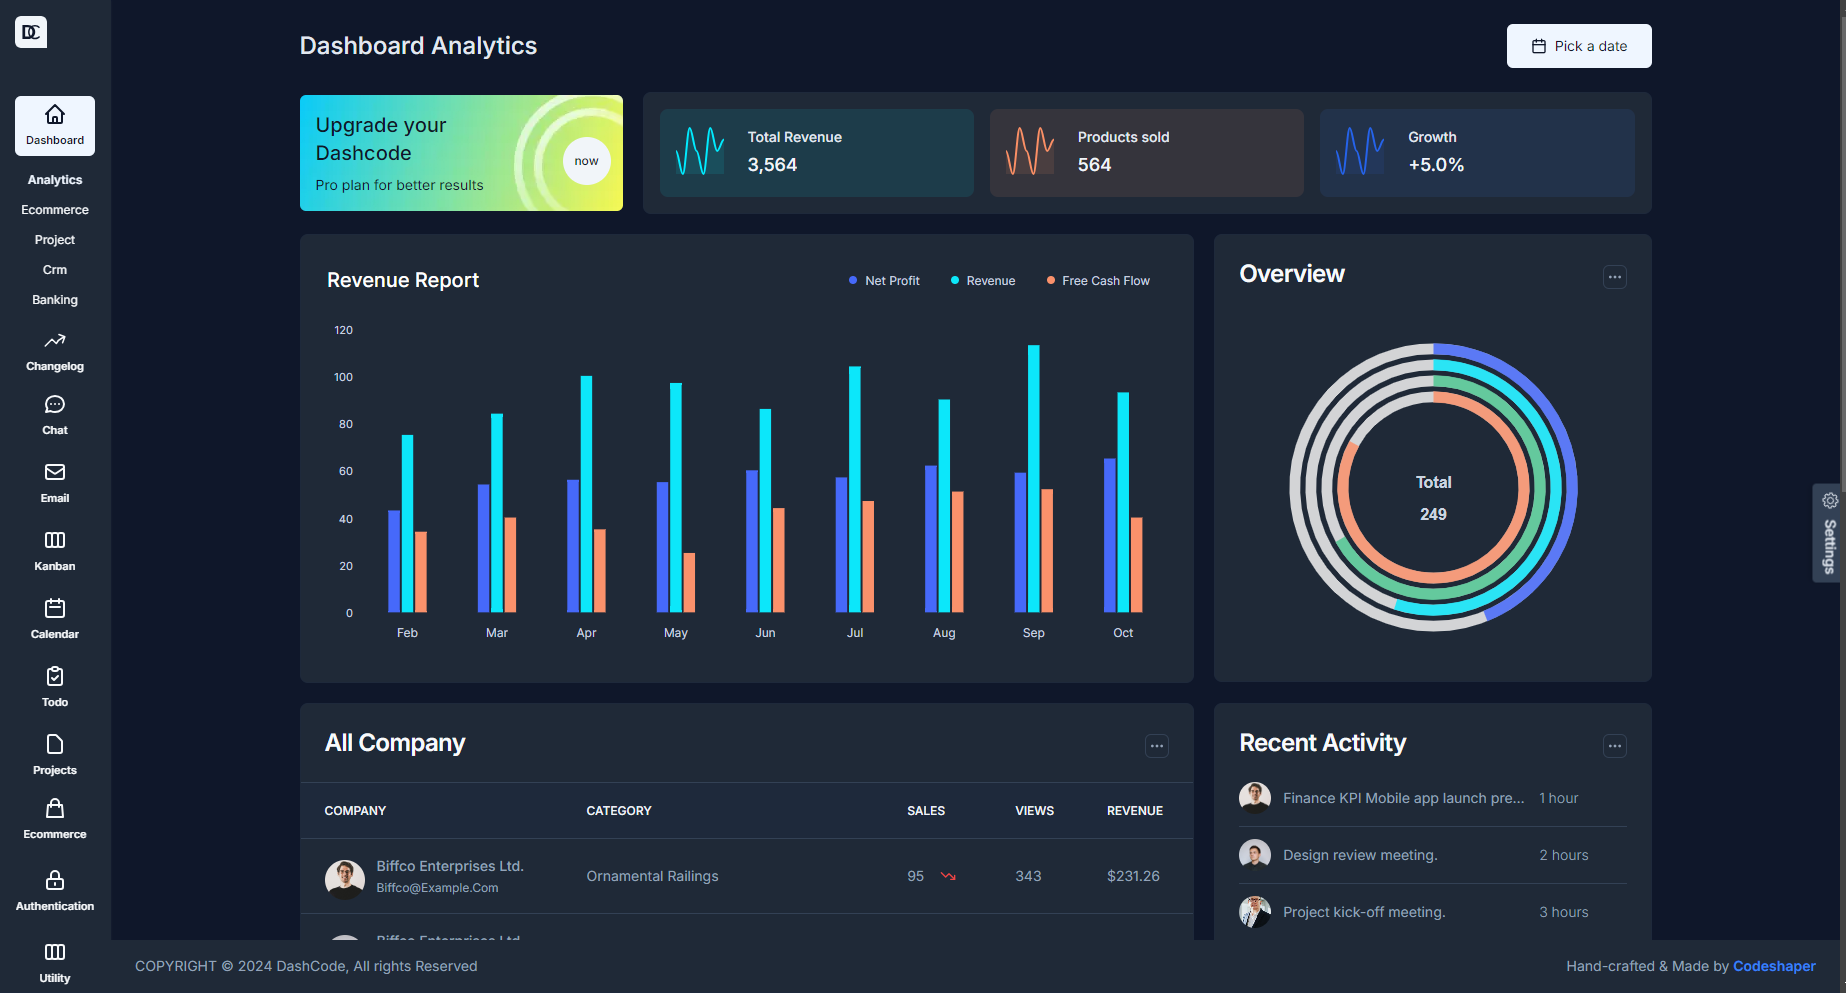 DC
Dashboard
Analytics
Ecommerce
Project
Crm
Banking
Changelog
Chat
Email
Kanban
Calendar
Todo
Projects
Ecommerce
Authentication
Utility
Dashboard Analytics
Pick a date
Upgrade your
Dashcode
Pro plan for better results
now
Total Revenue
3,564
Products sold
564
Growth
+5.0%
Revenue Report
Net Profit Revenue Free Cash Flow
120
100
80
60
40
20
0
Feb Mar Apr May Jun Jul Aug Sep Oct
Overview
Total
249
Settings
All Company
COMPANY CATEGORY SALES VIEWS REVENUE
Biffco Enterprises Ltd.
Biffco@Example.Com
Ornamental Railings 95 343 $231.26
Biffco Enterprises Ltd.
Recent Activity
Finance KPI Mobile app launch pre... 1 hour
Design review meeting. 2 hours
Project kick-off meeting. 3 hours
COPYRIGHT © 2024 DashCode, All rights Reserved
Hand-crafted & Made by Codeshaper